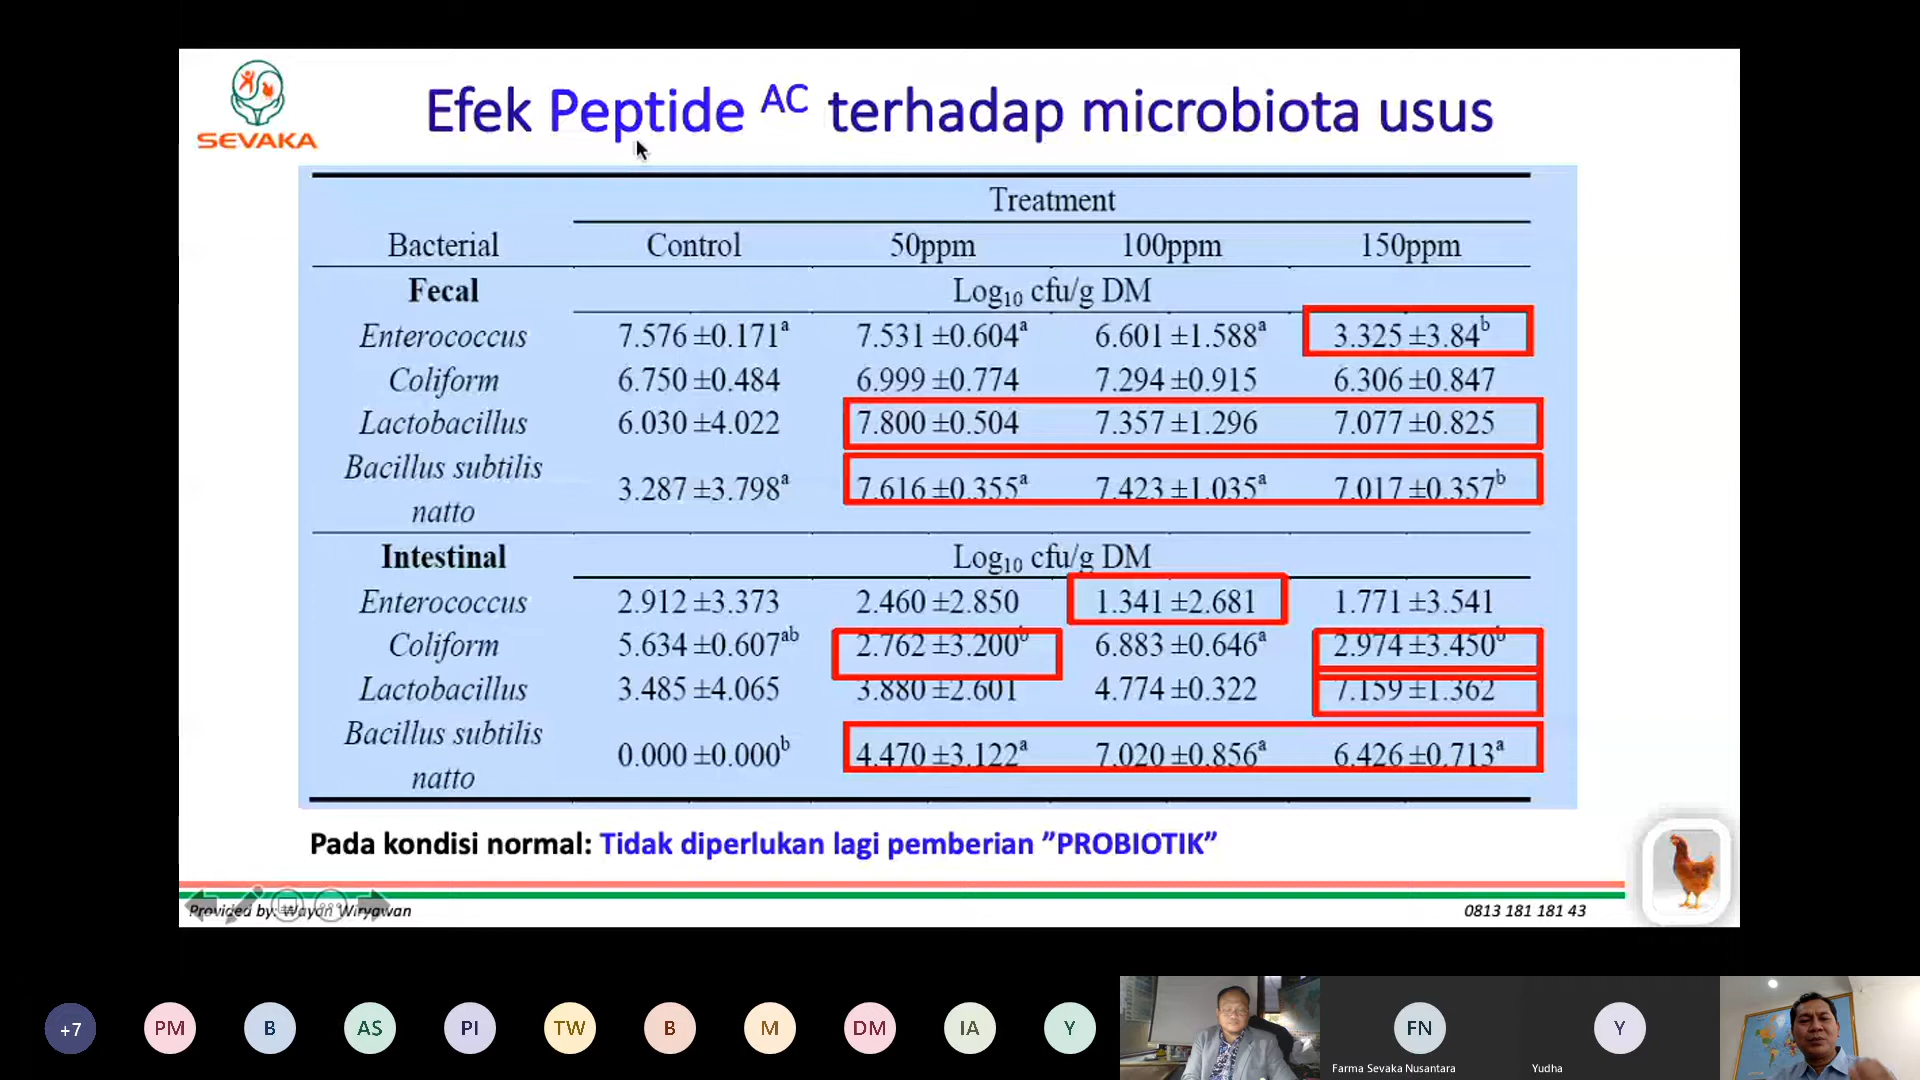 SEVAKA
Efek Peptide AC terhadap microbiota usus
Treatment
Bacterial Control 50ppm 100ppm 150ppm
Fecal Log10 cfu/g DM
Enterococcus 7.576 ±0.171a 7.531 ±0.604a 6.601 ±1.588a 3.325 ±3.84b
Coliform 6.750 ±0.484 6.999 ±0.774 7.294 ±0.915 6.306 ±0.847
Lactobacillus 6.030 ±4.022 7.800 ±0.504 7.357 ±1.296 7.077 ±0.825
Bacillus subtilis
natto 3.287 ±3.798a 7.616 ±0.355a 7.423 ±1.035a 7.017 ±0.357b
Intestinal Log10 cfu/g DM
Enterococcus 2.912 ±3.373 2.460 ±2.850 1.341 ±2.681 1.771 ±3.541
Coliform 5.634 ±0.607ab 2.762 ±3.200b 6.883 ±0.646a 2.974 ±3.450b
Lactobacillus 3.485 ±4.065 3.880 ±2.601 4.774 ±0.322 7.159 ±1.362
Bacillus subtilis
natto 0.000 ±0.000b 4.470 ±3.122a 7.020 ±0.856a 6.426 ±0.713a
Pada kondisi normal: Tidak diperlukan lagi pemberian ”PROBIOTIK”
Provided by: Wayan Wiryawan 0813 181 181 43
+7 PM B AS PI TW B M DM IA Y FN Y
Farma Sevaka Nusantara Yudha